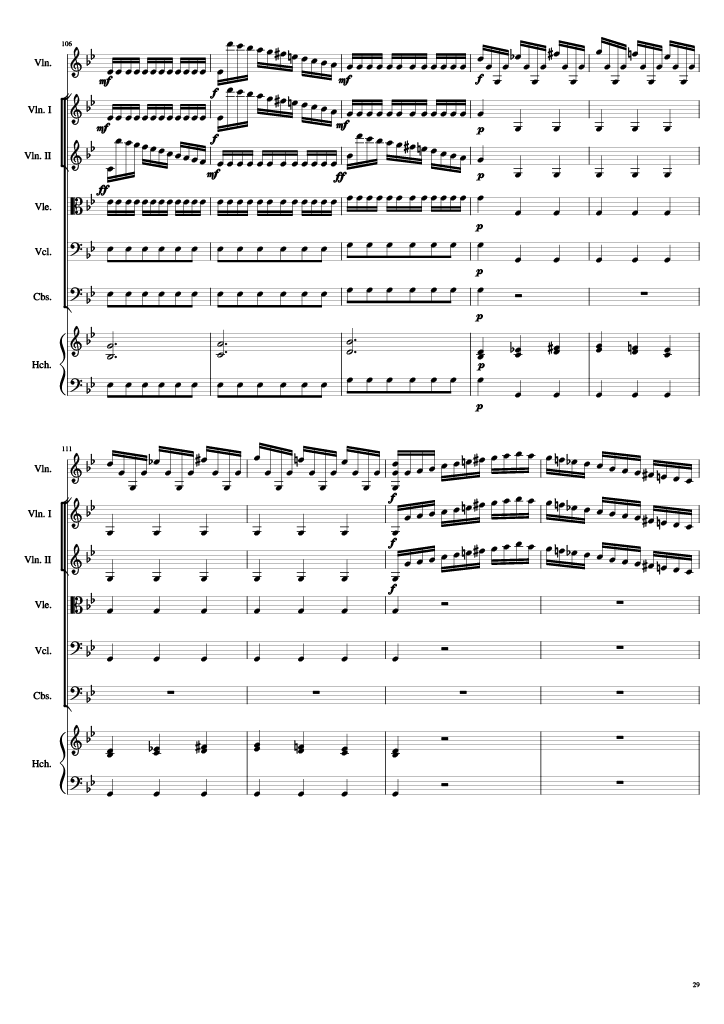 106
Vln.
mf
f
mf
f
Vln. I
mf
f
mf
p
Vln. II
ff
mf
ff
p
Vle.
p
Vcl.
p
Cbs.
p
Hch.
p
p
111
Vln.
f
Vln. I
f
Vln. II
f
Vle.
Vcl.
Cbs.
Hch.
29